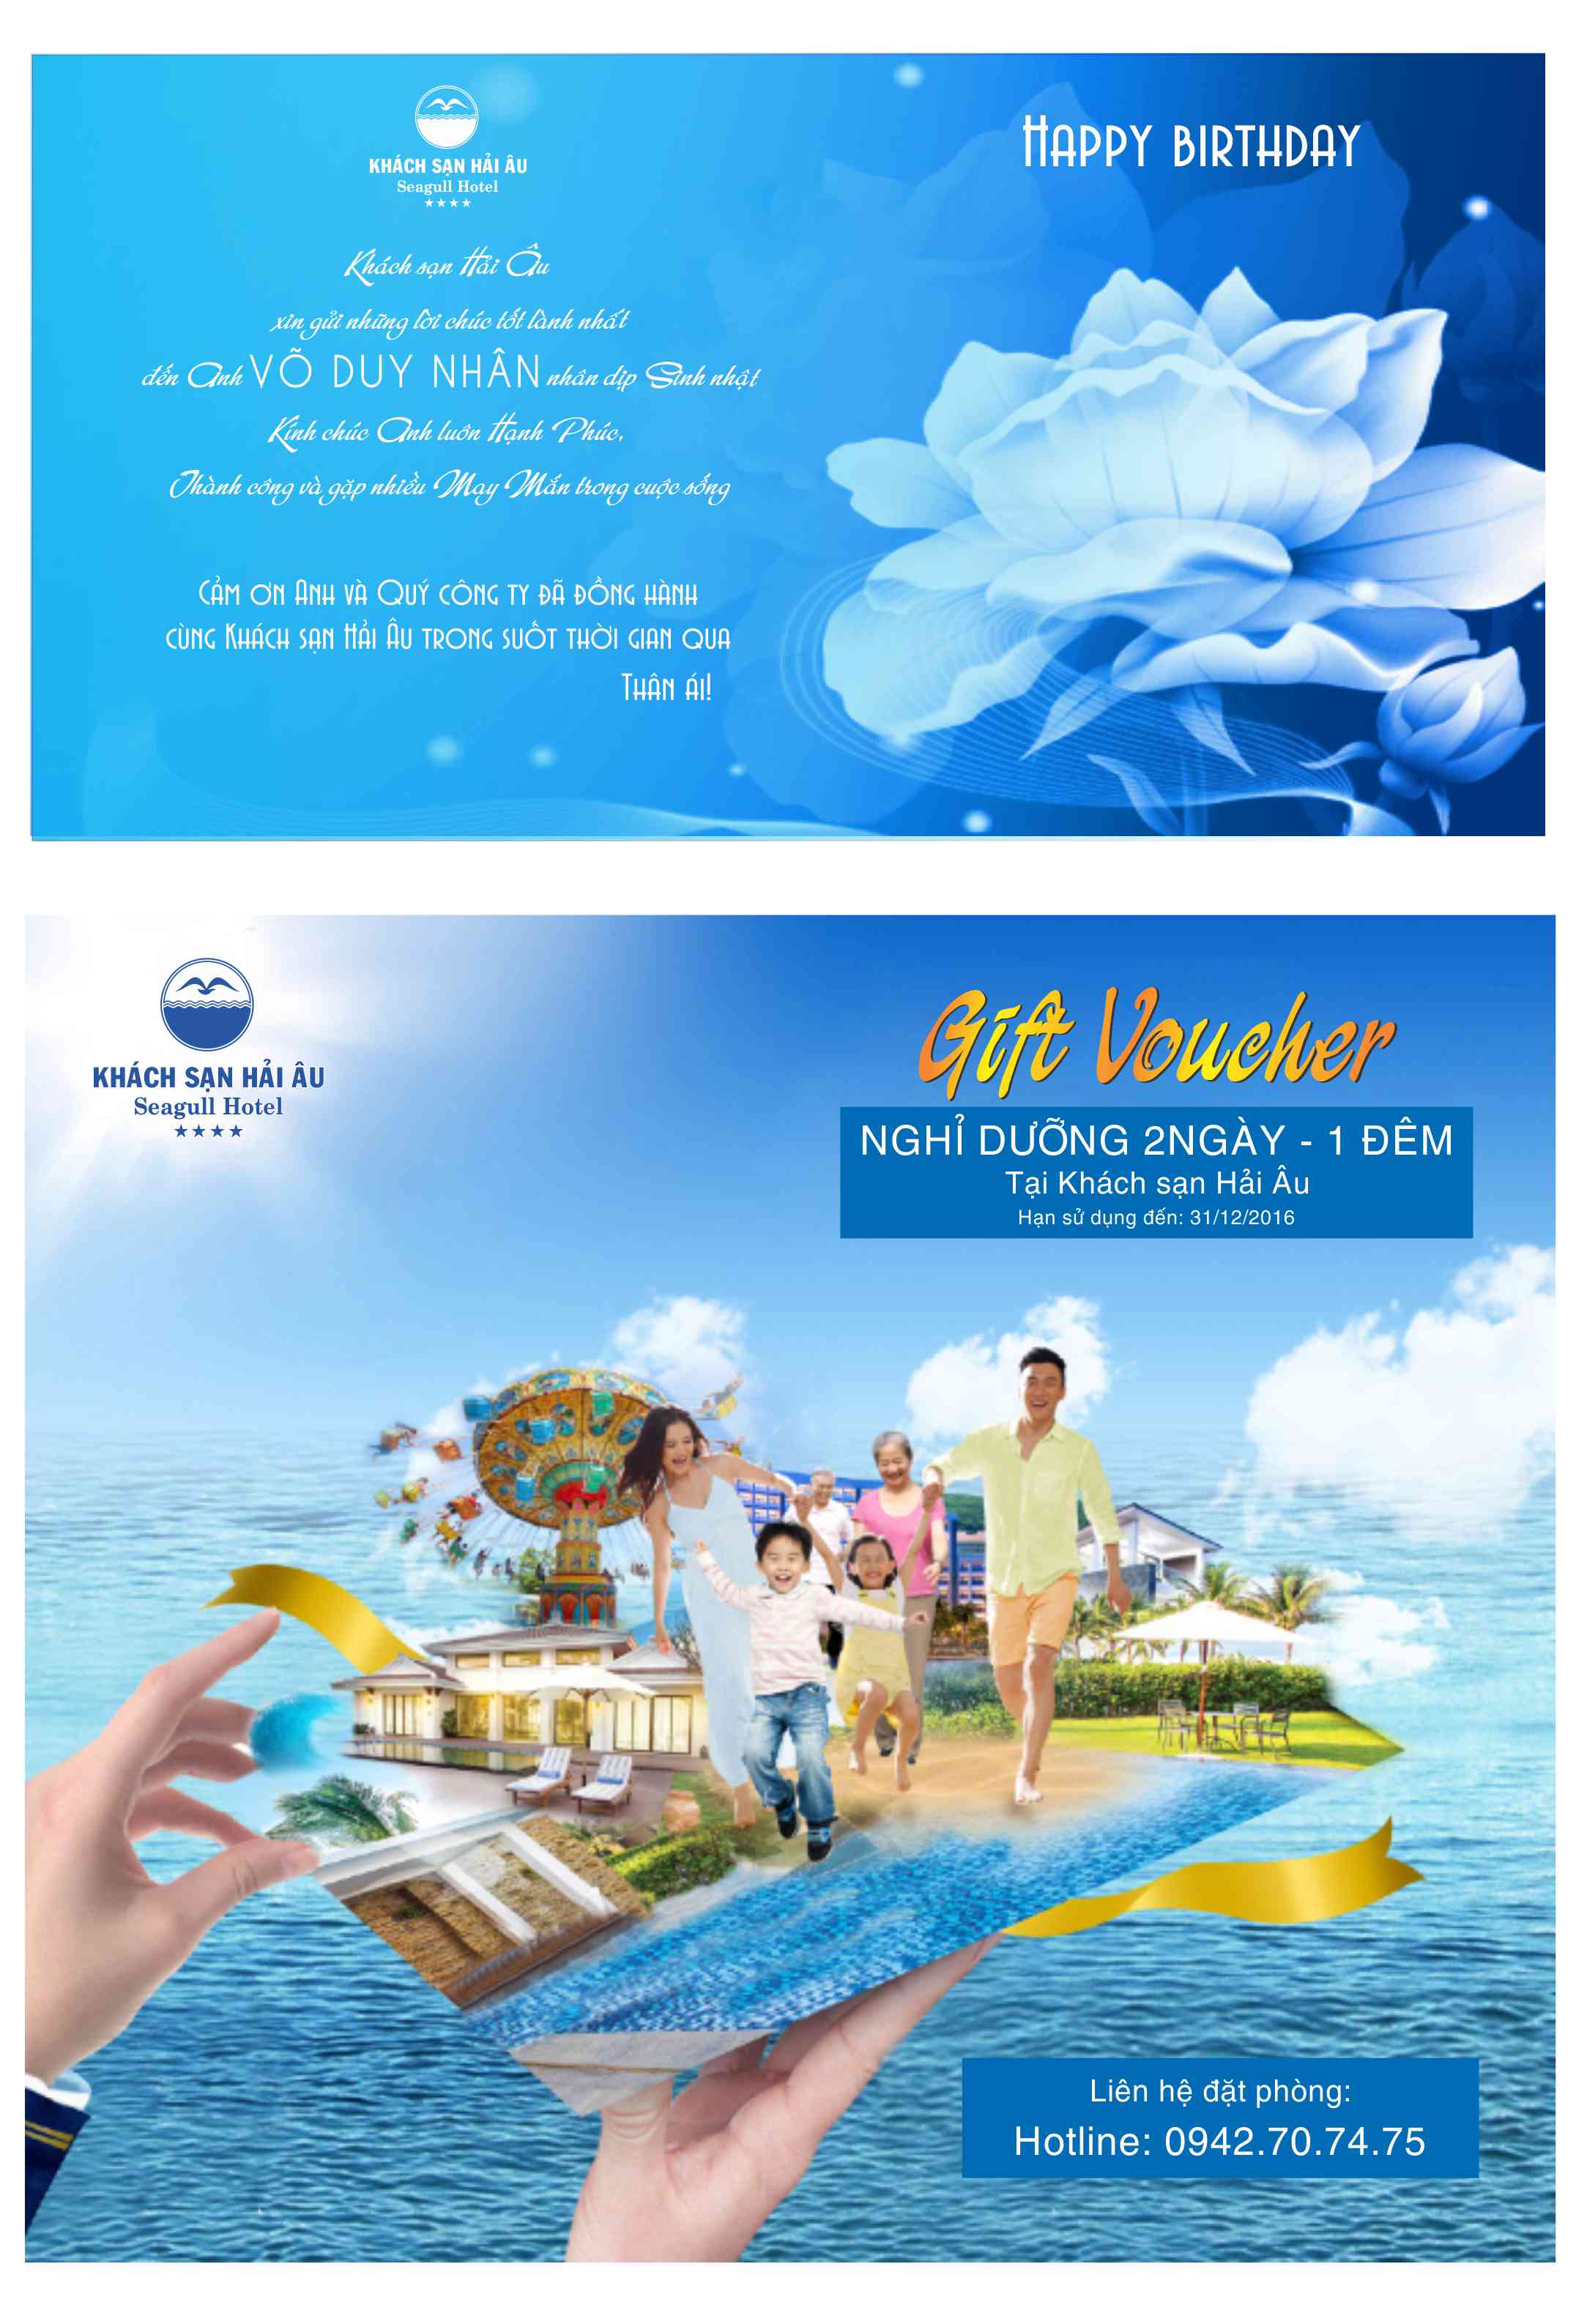 KHÁCH SẠN HẢI ÂU
Seagull Hotel
HAPPY BIRTHDAY
Khách sạn Hải Âu
xin gửi những lời chúc tốt lành nhất
đến Anh VÕ DUY NHÂN nhân dịp Sinh nhật
Kính chúc Anh luôn Hạnh Phúc,
Thành công và gặp nhiều May Mắn trong cuộc sống
CẢM ƠN ANH VÀ QUÝ CÔNG TY ĐÃ ĐỒNG HÀNH
CÙNG KHÁCH SẠN HẢI ÂU TRONG SUỐT THỜI GIAN QUA
THÂN ÁI!
KHÁCH SẠN HẢI ÂU
Seagull Hotel
Gift Voucher
NGHỈ DƯỠNG 2NGÀY - 1 ĐÊM
Tại Khách sạn Hải Âu
Hạn sử dụng đến: 31/12/2016
Liên hệ đặt phòng:
Hotline: 0942.70.74.75